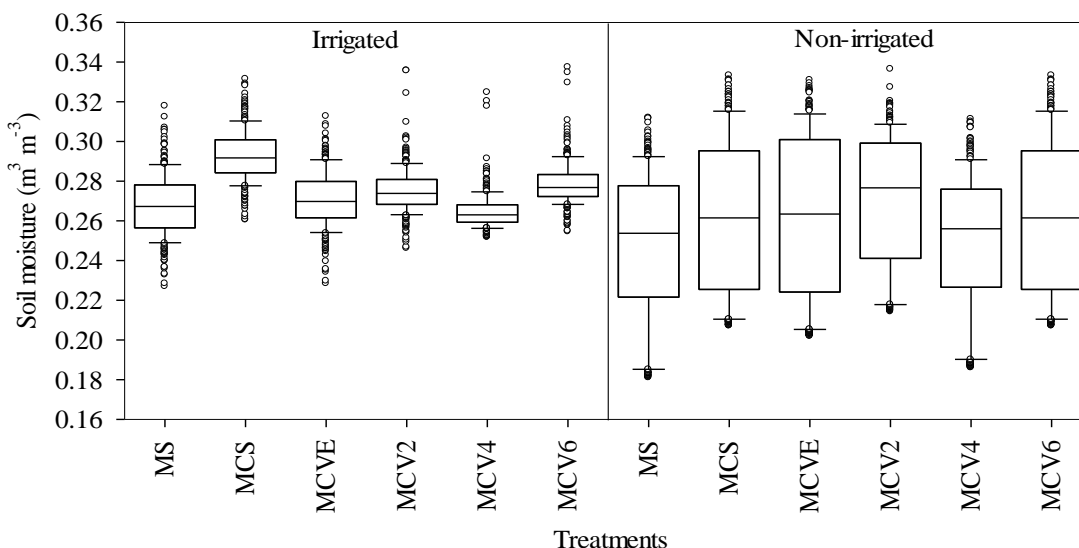 Irrigated
Non-irrigated
Soil moisture (m³ m⁻³)
0.36
0.34
0.32
0.30
0.28
0.26
0.24
0.22
0.20
0.18
0.16
MS
MCS
MCVE
MCV2
MCV4
MCV6
MS
MCS
MCVE
MCV2
MCV4
MCV6
Treatments